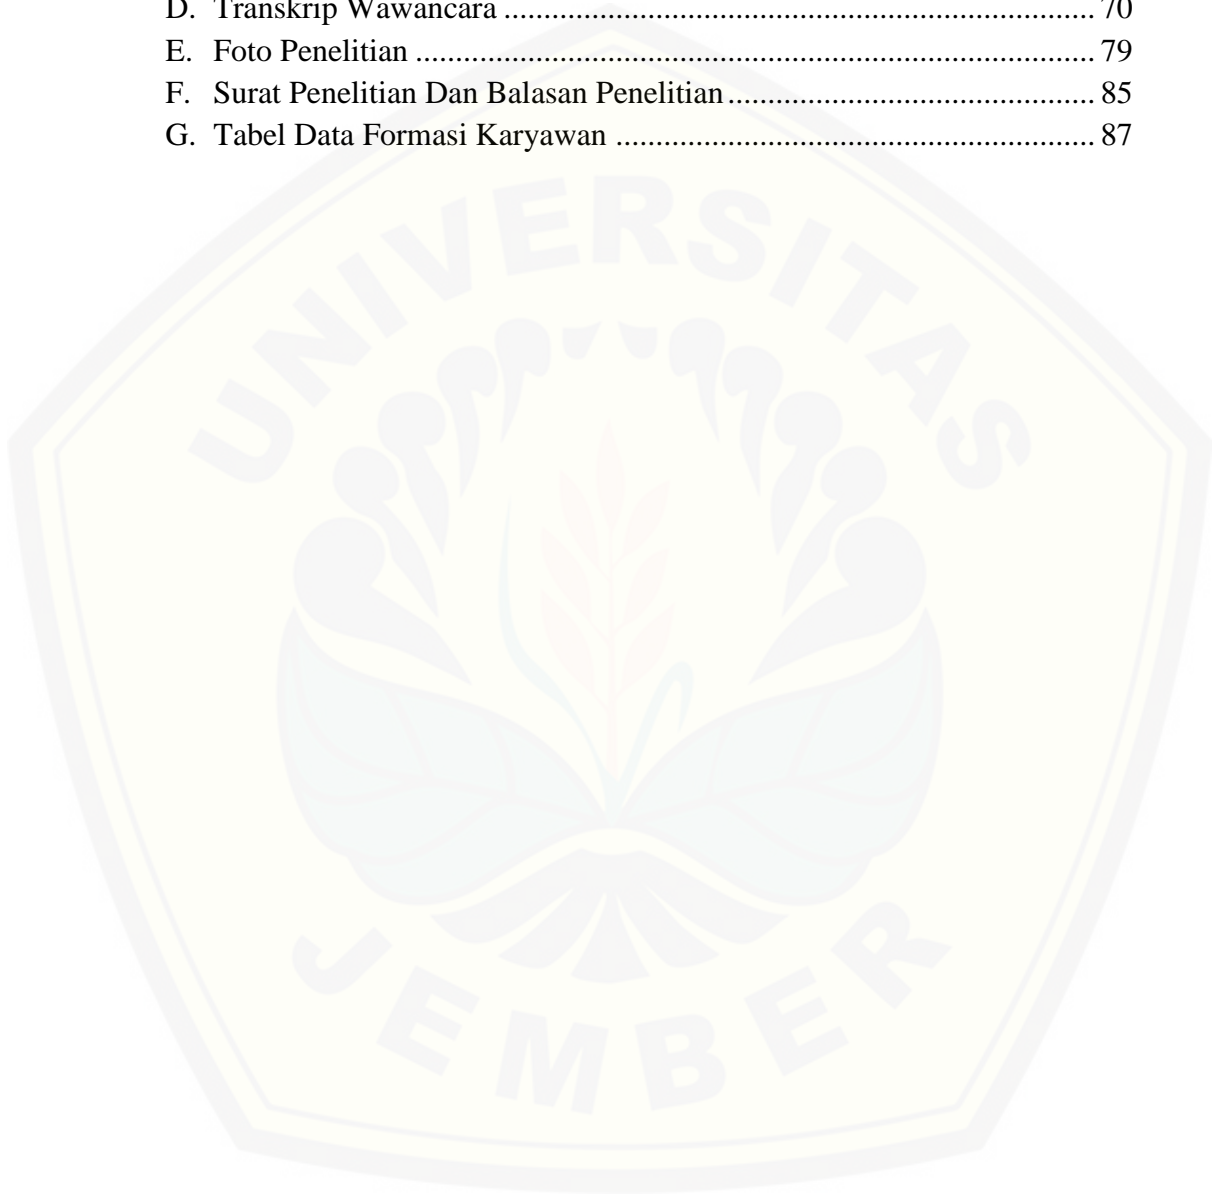 D. Transkrip Wawancara ........................................................................... 70
E. Foto Penelitian ...................................................................................... 79
F. Surat Penelitian Dan Balasan Penelitian ............................................... 85
G. Tabel Data Formasi Karyawan ............................................................. 87
UNIVERSITAS
JEMBER